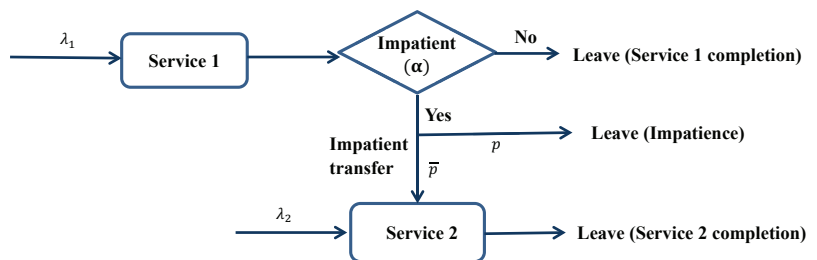 λ₁
Service 1
Impatient
(α)
No
Leave (Service 1 completion)
Yes
Impatient
transfer
p
p̅
Leave (Impatience)
λ₂
Service 2
Leave (Service 2 completion)